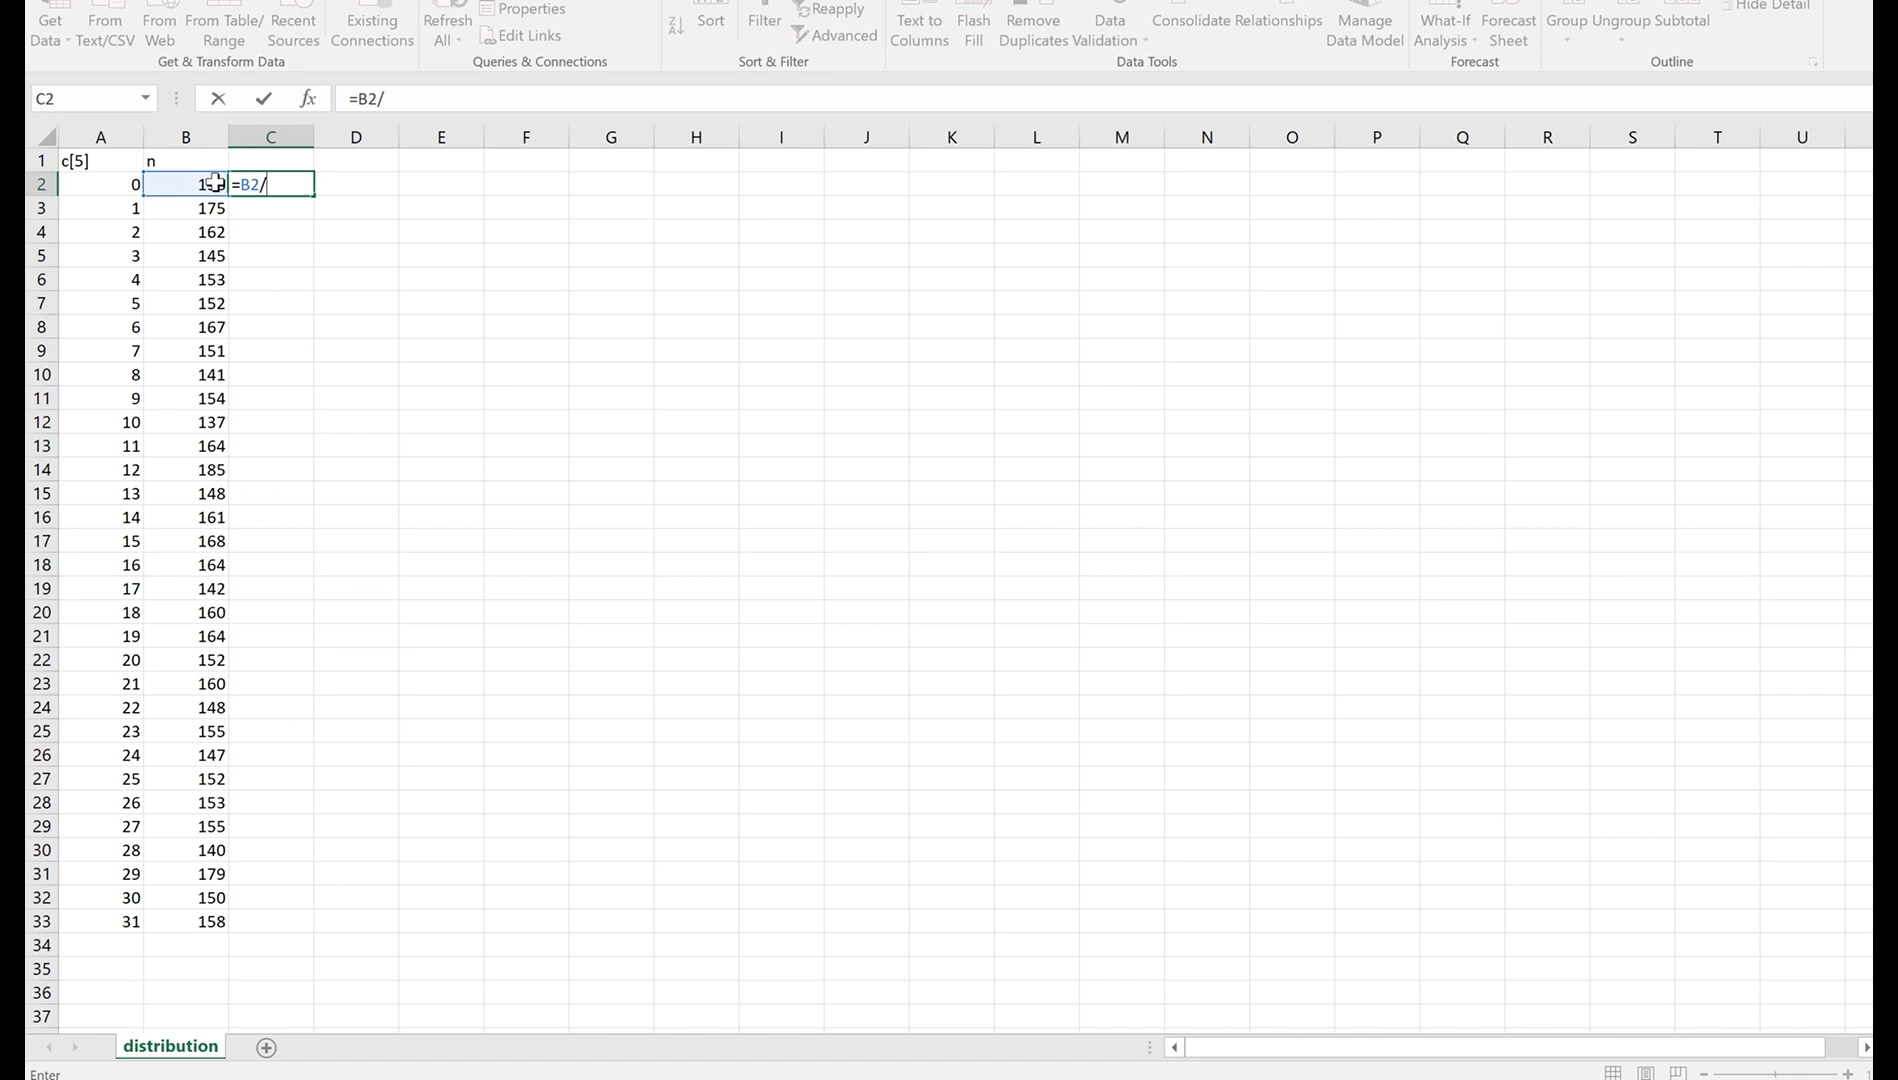 Get Data From Text/CSV From Web From Table/ Range Recent Sources Existing Connections Refresh All Properties Edit Links Sort Filter Reapply Advanced Text to Columns Flash Fill Remove Duplicates Data Validation Consolidate Relationships Manage Data Model What-If Analysis Forecast Sheet Group Ungroup Subtotal Hide Detail
Get & Transform Data Queries & Connections Sort & Filter Data Tools Forecast Outline
C2 fx =B2/
A B C D E F G H I J K L M N O P Q R S T U
1 c[5] n
2 0 =B2/
3 1 175
4 2 162
5 3 145
6 4 153
7 5 152
8 6 167
9 7 151
10 8 141
11 9 154
12 10 137
13 11 164
14 12 185
15 13 148
16 14 161
17 15 168
18 16 164
19 17 142
20 18 160
21 19 164
22 20 152
23 21 160
24 22 148
25 23 155
26 24 147
27 25 152
28 26 153
29 27 155
30 28 140
31 29 179
32 30 150
33 31 158
34
35
36
37
distribution
Enter